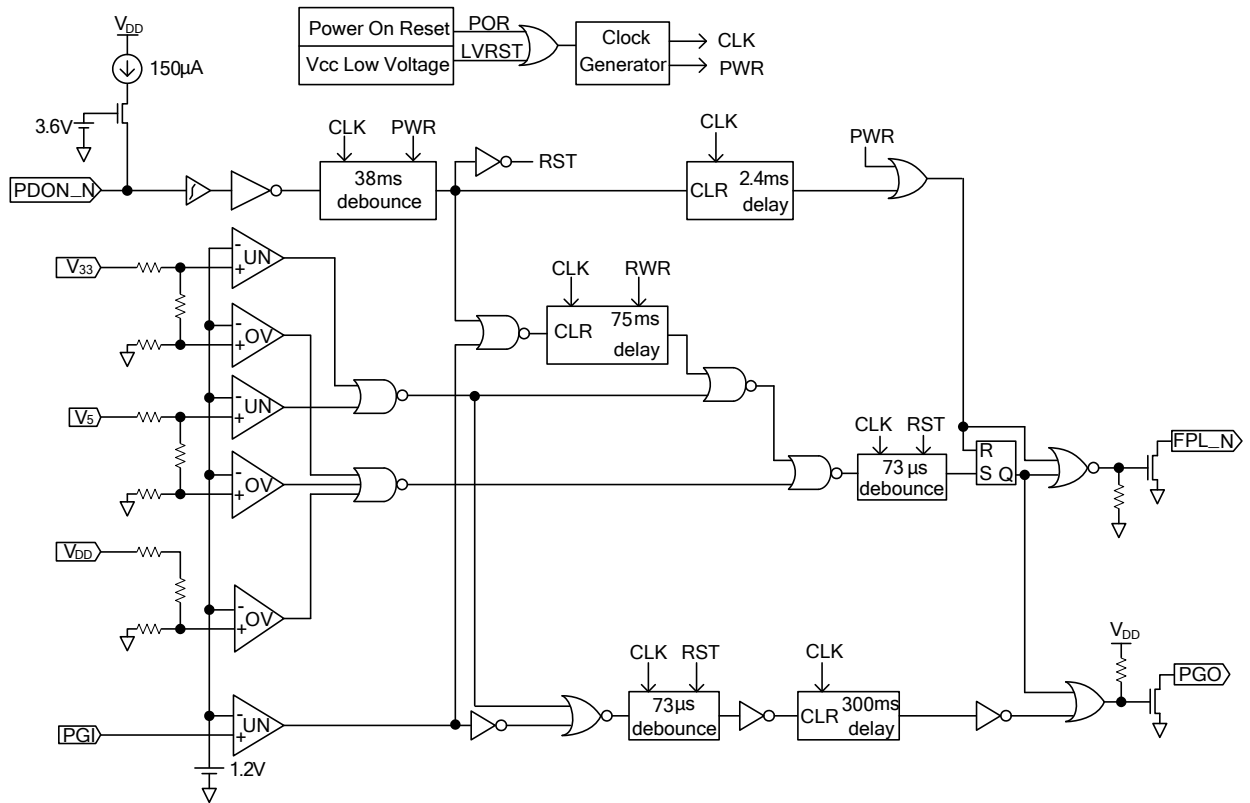 VDD
Power On Reset
POR
Clock
Generator
CLK
150µA
Vcc Low Voltage
LVRST
PWR
3.6V
CLK
PWR
CLK
PWR
PDON_N
38ms
debounce
RST
CLR
2.4ms
delay
-
UN
+
V33
CLK
RWR
-
OV
+
CLR
75ms
delay
-
UN
+
V5
CLK
RST
FPL_N
-
OV
+
73 µs
debounce
R
S
Q
VDD
-
OV
+
VDD
CLK
RST
CLK
PGO
-
UN
+
PGI
73µs
debounce
CLR
300ms
delay
1.2V